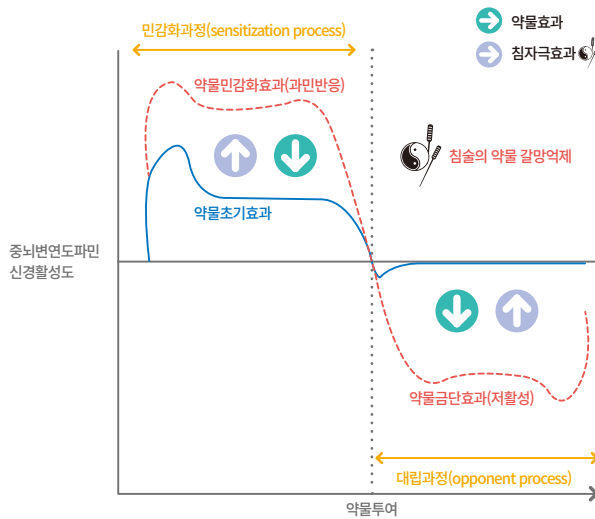 민감화과정(sensitization process)
약물효과
침자극효과
약물민감화효과(과민반응)
침술의 약물 갈망억제
약물초기효과
중뇌변연도파민
신경활성도
약물금단효과(저활성)
대립과정(opponent process)
약물투여